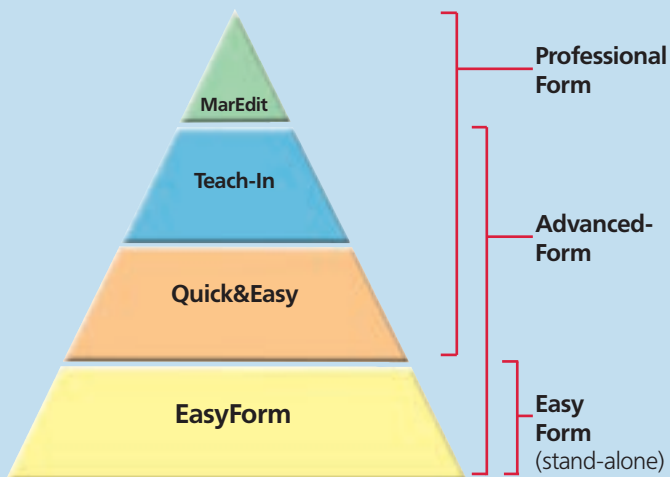 MarEdit
Teach-In
Quick&Easy
EasyForm
Professional
Form
Advanced-
Form
Easy
Form
(stand-alone)